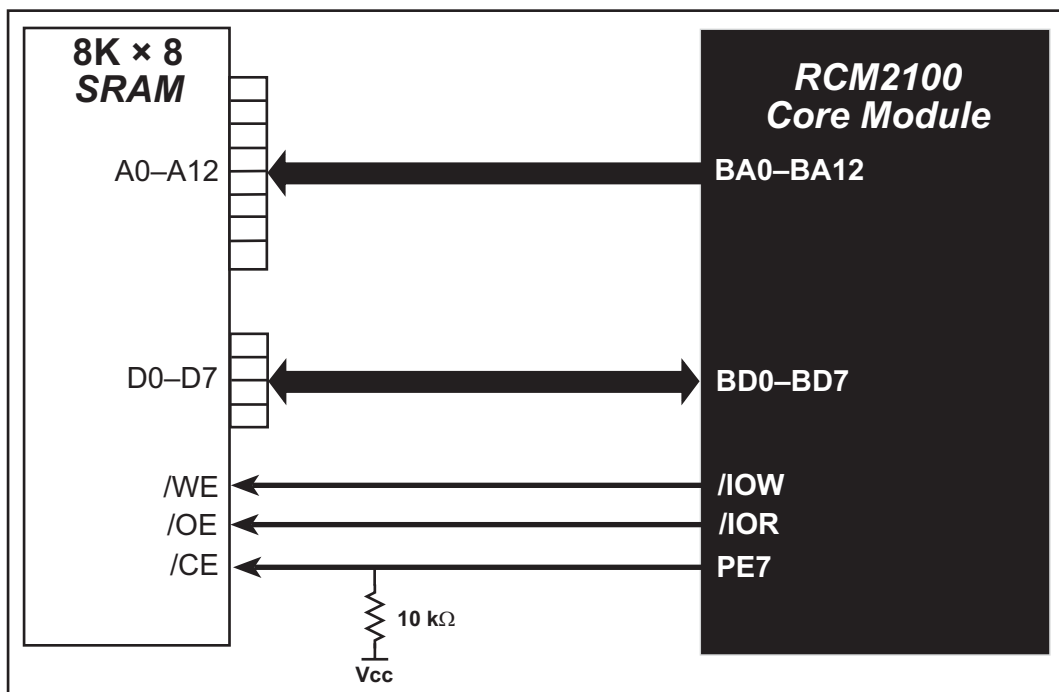 8K × 8
SRAM
RCM2100
Core Module
A0–A12
BA0–BA12
D0–D7
BD0–BD7
/WE
/IOW
/OE
/IOR
/CE
PE7
10 kΩ
Vcc